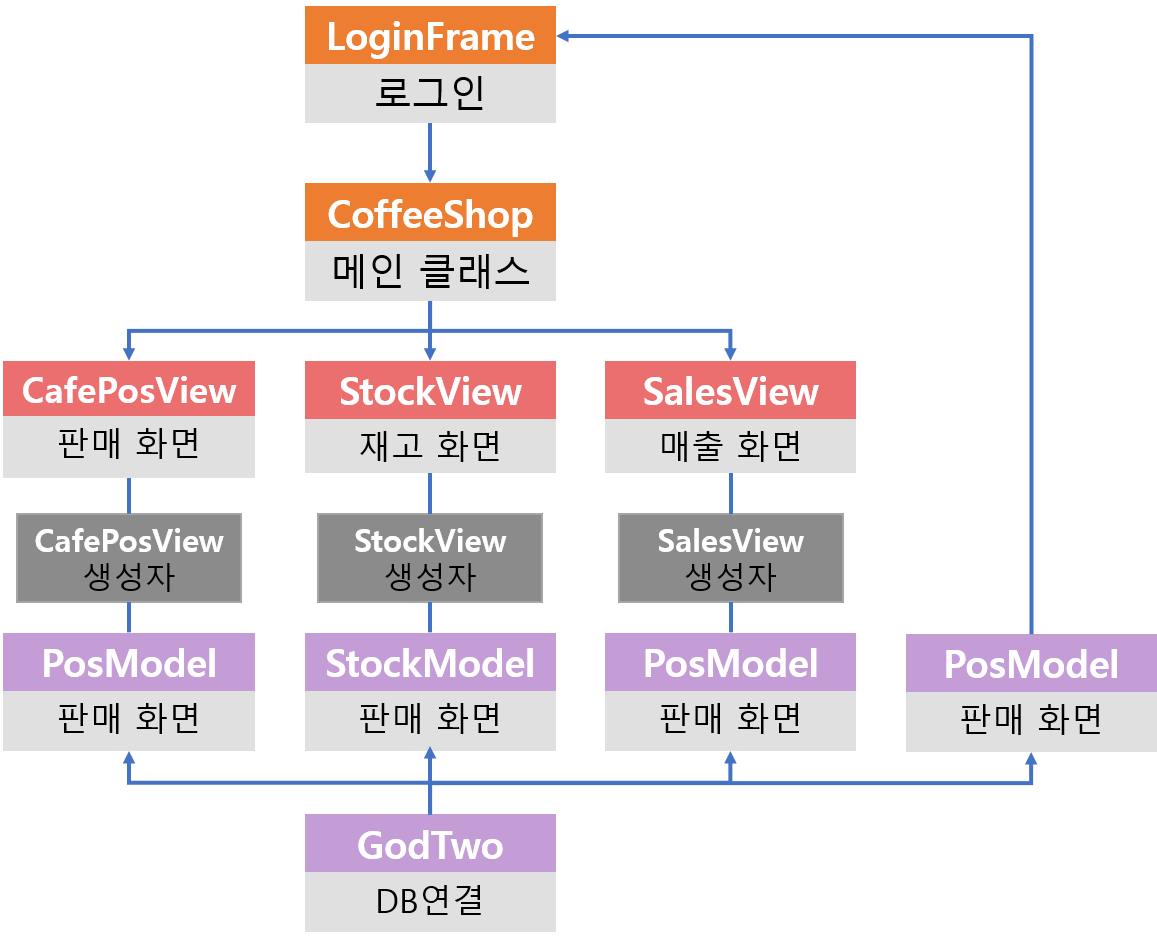 LoginFrame
로그인
CoffeeShop
메인 클래스
CafePosView
판매 화면
StockView
재고 화면
SalesView
매출 화면
CafePosView
생성자
StockView
생성자
SalesView
생성자
PosModel
판매 화면
StockModel
판매 화면
PosModel
판매 화면
PosModel
판매 화면
GodTwo
DB연결